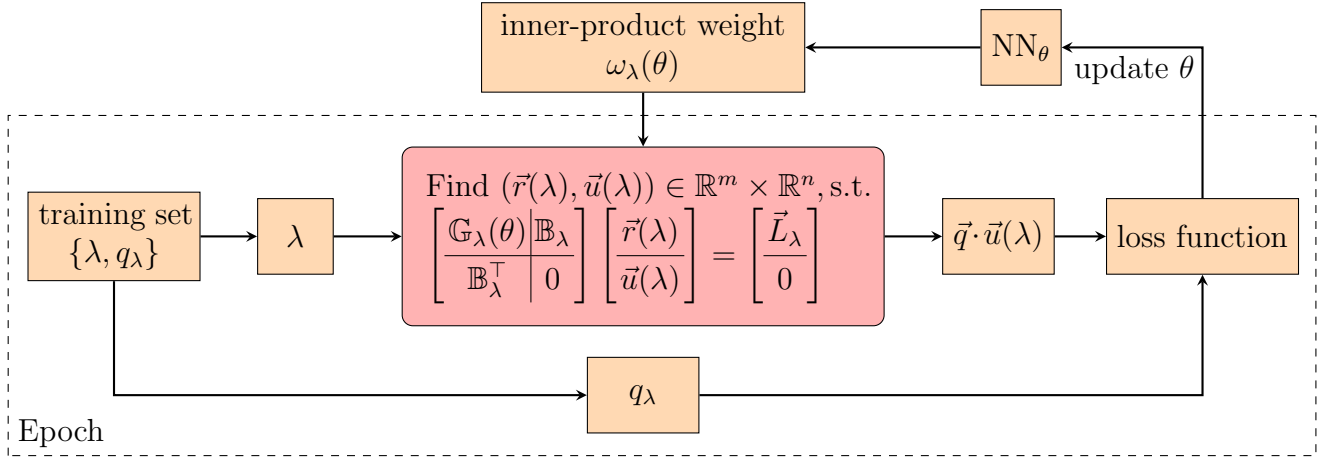 inner-product weight
ω_λ(θ)
NN_θ
update θ
training set
{λ, q_λ}
λ
Find (r⃗(λ), u⃗(λ)) ∈ ℝ^m × ℝ^n, s.t.
[𝔾_λ(θ) | 𝔹_λ] [r⃗(λ)] = [L⃗_λ]
[𝔹_λ^⊤ | 0] [u⃗(λ)] [0]
q⃗ · u⃗(λ)
loss function
q_λ
Epoch